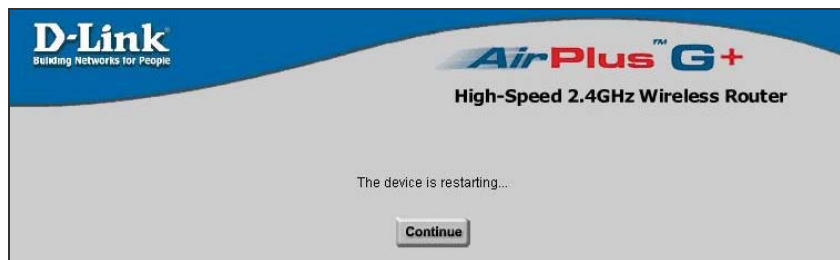 D-Link
Building Networks for People
AirPlus™ G+
High-Speed 2.4GHz Wireless Router
The device is restarting...
Continue